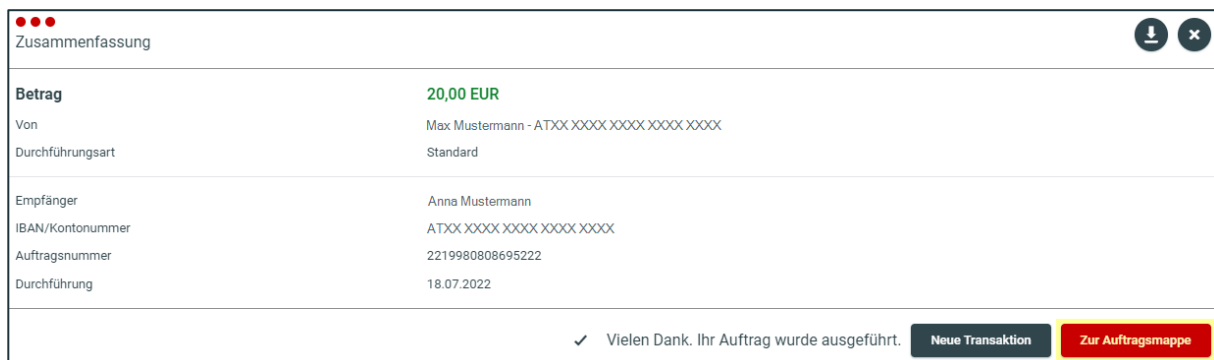 Zusammenfassung
Betrag 20,00 EUR
Von Max Mustermann - ATXX XXXX XXXX XXXX XXXX
Durchführungsart Standard
Empfänger Anna Mustermann
IBAN/Kontonummer ATXX XXXX XXXX XXXX XXXX
Auftragsnummer 2219980808695222
Durchführung 18.07.2022
Vielen Dank. Ihr Auftrag wurde ausgeführt. Neue Transaktion Zur Auftragsmappe